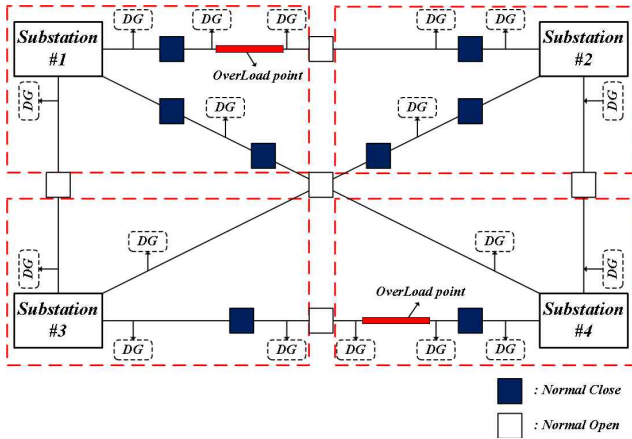 DG DG DG DG DG
Substation #1
Substation #2
OverLoad point
DG DG DG DG
DG DG DG DG
OverLoad point
Substation #3
Substation #4
DG DG DG DG DG
: Normal Close
: Normal Open